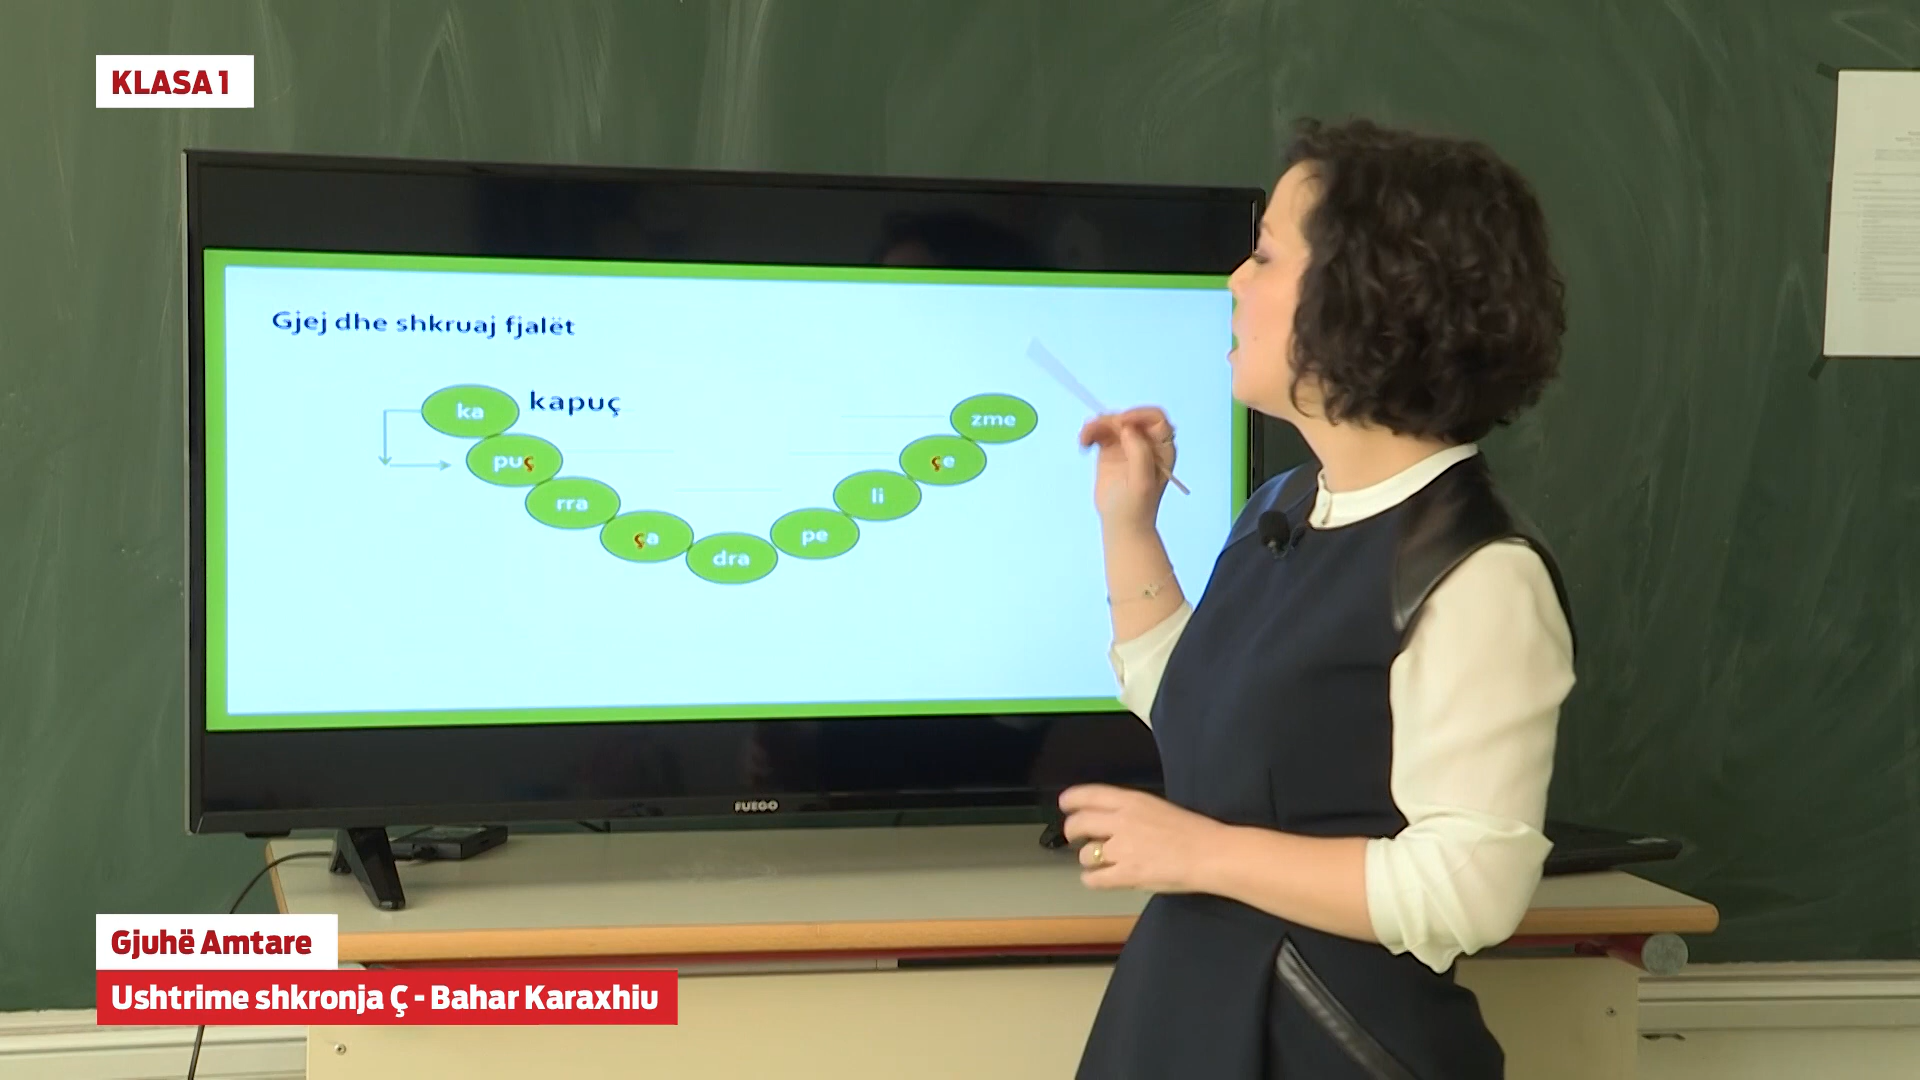 KLASA 1
Gjej dhe shkruaj fjalët
ka
kapuç
zme
puç
çe
rra
li
ça
pe
dra
FUEGO
Gjuhë Amtare
Ushtrime shkronja Ç - Bahar Karaxhiu